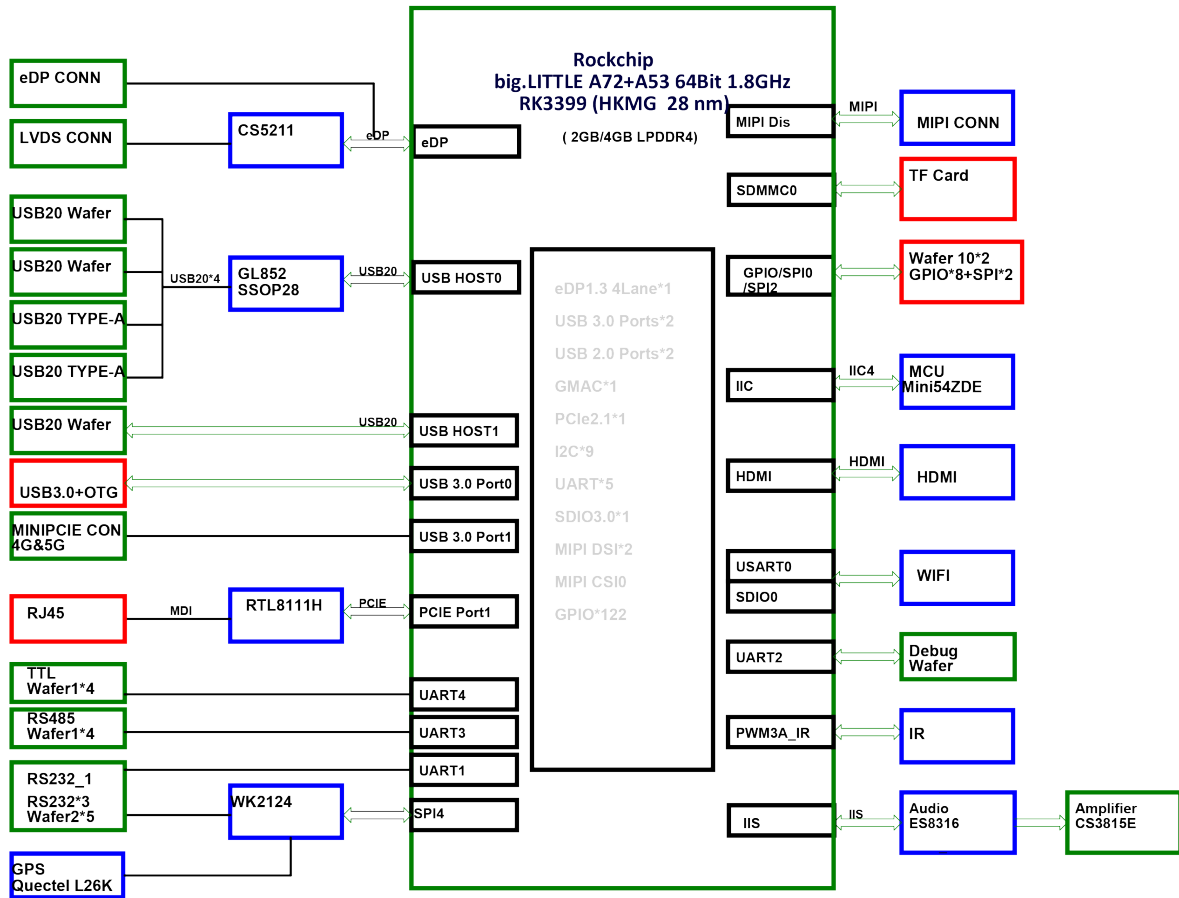 Rockchip
big.LITTLE A72+A53 64Bit 1.8GHz
RK3399 (HKMG 28 nm)
( 2GB/4GB LPDDR4)
eDP CONN
LVDS CONN
CS5211
eDP
eDP
USB20 Wafer
USB20 Wafer
USB20 TYPE-A
USB20 TYPE-A
USB20*4
GL852
SSOP28
USB20
USB HOST0
USB20 Wafer
USB20
USB HOST1
USB3.0+OTG
USB 3.0 Port0
MINIPCIE CON
4G&5G
USB 3.0 Port1
RJ45
MDI
RTL8111H
PCIE
PCIE Port1
TTL
Wafer1*4
UART4
RS485
Wafer1*4
UART3
RS232_1
UART1
RS232*3
Wafer2*5
WK2124
SPI4
GPS
Quectel L26K
eDP1.3 4Lane*1
USB 3.0 Ports*2
USB 2.0 Ports*2
GMAC*1
PCIe2.1*1
I2C*9
UART*5
SDIO3.0*1
MIPI DSI*2
MIPI CSI0
GPIO*122
MIPI Dis
MIPI
MIPI CONN
SDMMC0
TF Card
GPIO/SPI0
/SPI2
Wafer 10*2
GPIO*8+SPI*2
IIC
IIC4
MCU
Mini54ZDE
HDMI
HDMI
HDMI
USART0
SDIO0
WIFI
UART2
Debug
Wafer
PWM3A_IR
IR
IIS
IIS
Audio
ES8316
Amplifier
CS3815E